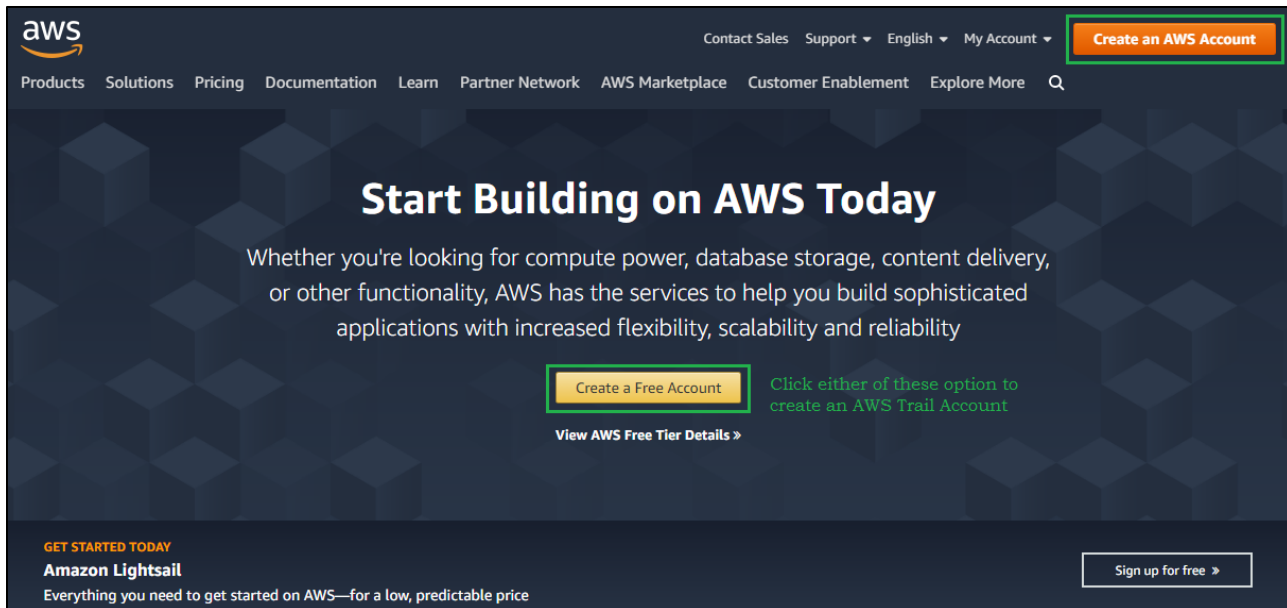 aws
Contact Sales Support English My Account Create an AWS Account
Products Solutions Pricing Documentation Learn Partner Network AWS Marketplace Customer Enablement Explore More
Start Building on AWS Today
Whether you're looking for compute power, database storage, content delivery,
or other functionality, AWS has the services to help you build sophisticated
applications with increased flexibility, scalability and reliability
Create a Free Account
Click either of these option to
create an AWS Trail Account
View AWS Free Tier Details »
GET STARTED TODAY
Amazon Lightsail
Everything you need to get started on AWS—for a low, predictable price
Sign up for free »